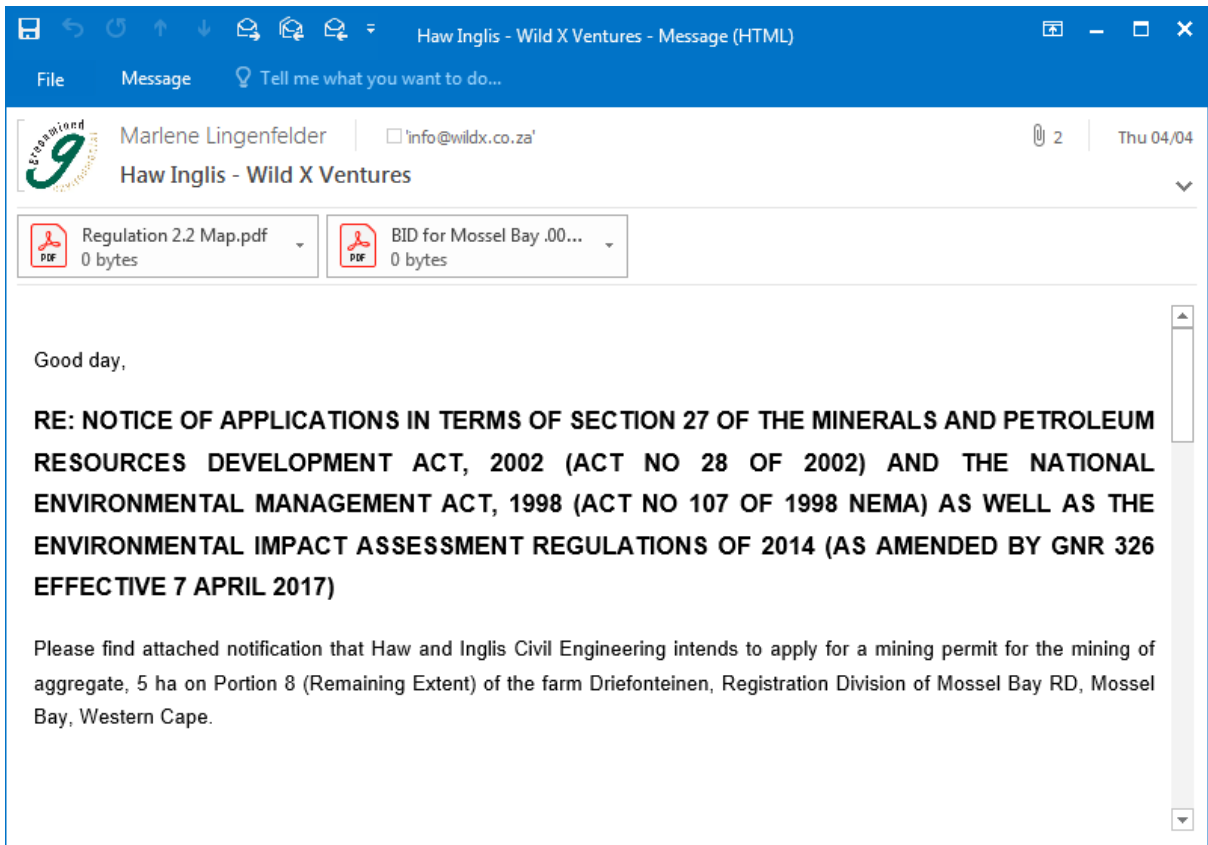 Haw Inglis - Wild X Ventures - Message (HTML)
File Message Tell me what you want to do...
Marlene Lingenfelder 'info@wildx.co.za' 2 Thu 04/04
Haw Inglis - Wild X Ventures
Regulation 2.2 Map.pdf
0 bytes
BID for Mossel Bay .00...
0 bytes
PDF
PDF
Good day,
RE: NOTICE OF APPLICATIONS IN TERMS OF SECTION 27 OF THE MINERALS AND PETROLEUM
RESOURCES DEVELOPMENT ACT, 2002 (ACT NO 28 OF 2002) AND THE NATIONAL
ENVIRONMENTAL MANAGEMENT ACT, 1998 (ACT NO 107 OF 1998 NEMA) AS WELL AS THE
ENVIRONMENTAL IMPACT ASSESSMENT REGULATIONS OF 2014 (AS AMENDED BY GNR 326
EFFECTIVE 7 APRIL 2017)
Please find attached notification that Haw and Inglis Civil Engineering intends to apply for a mining permit for the mining of
aggregate, 5 ha on Portion 8 (Remaining Extent) of the farm Driefonteinen, Registration Division of Mossel Bay RD, Mossel
Bay, Western Cape.